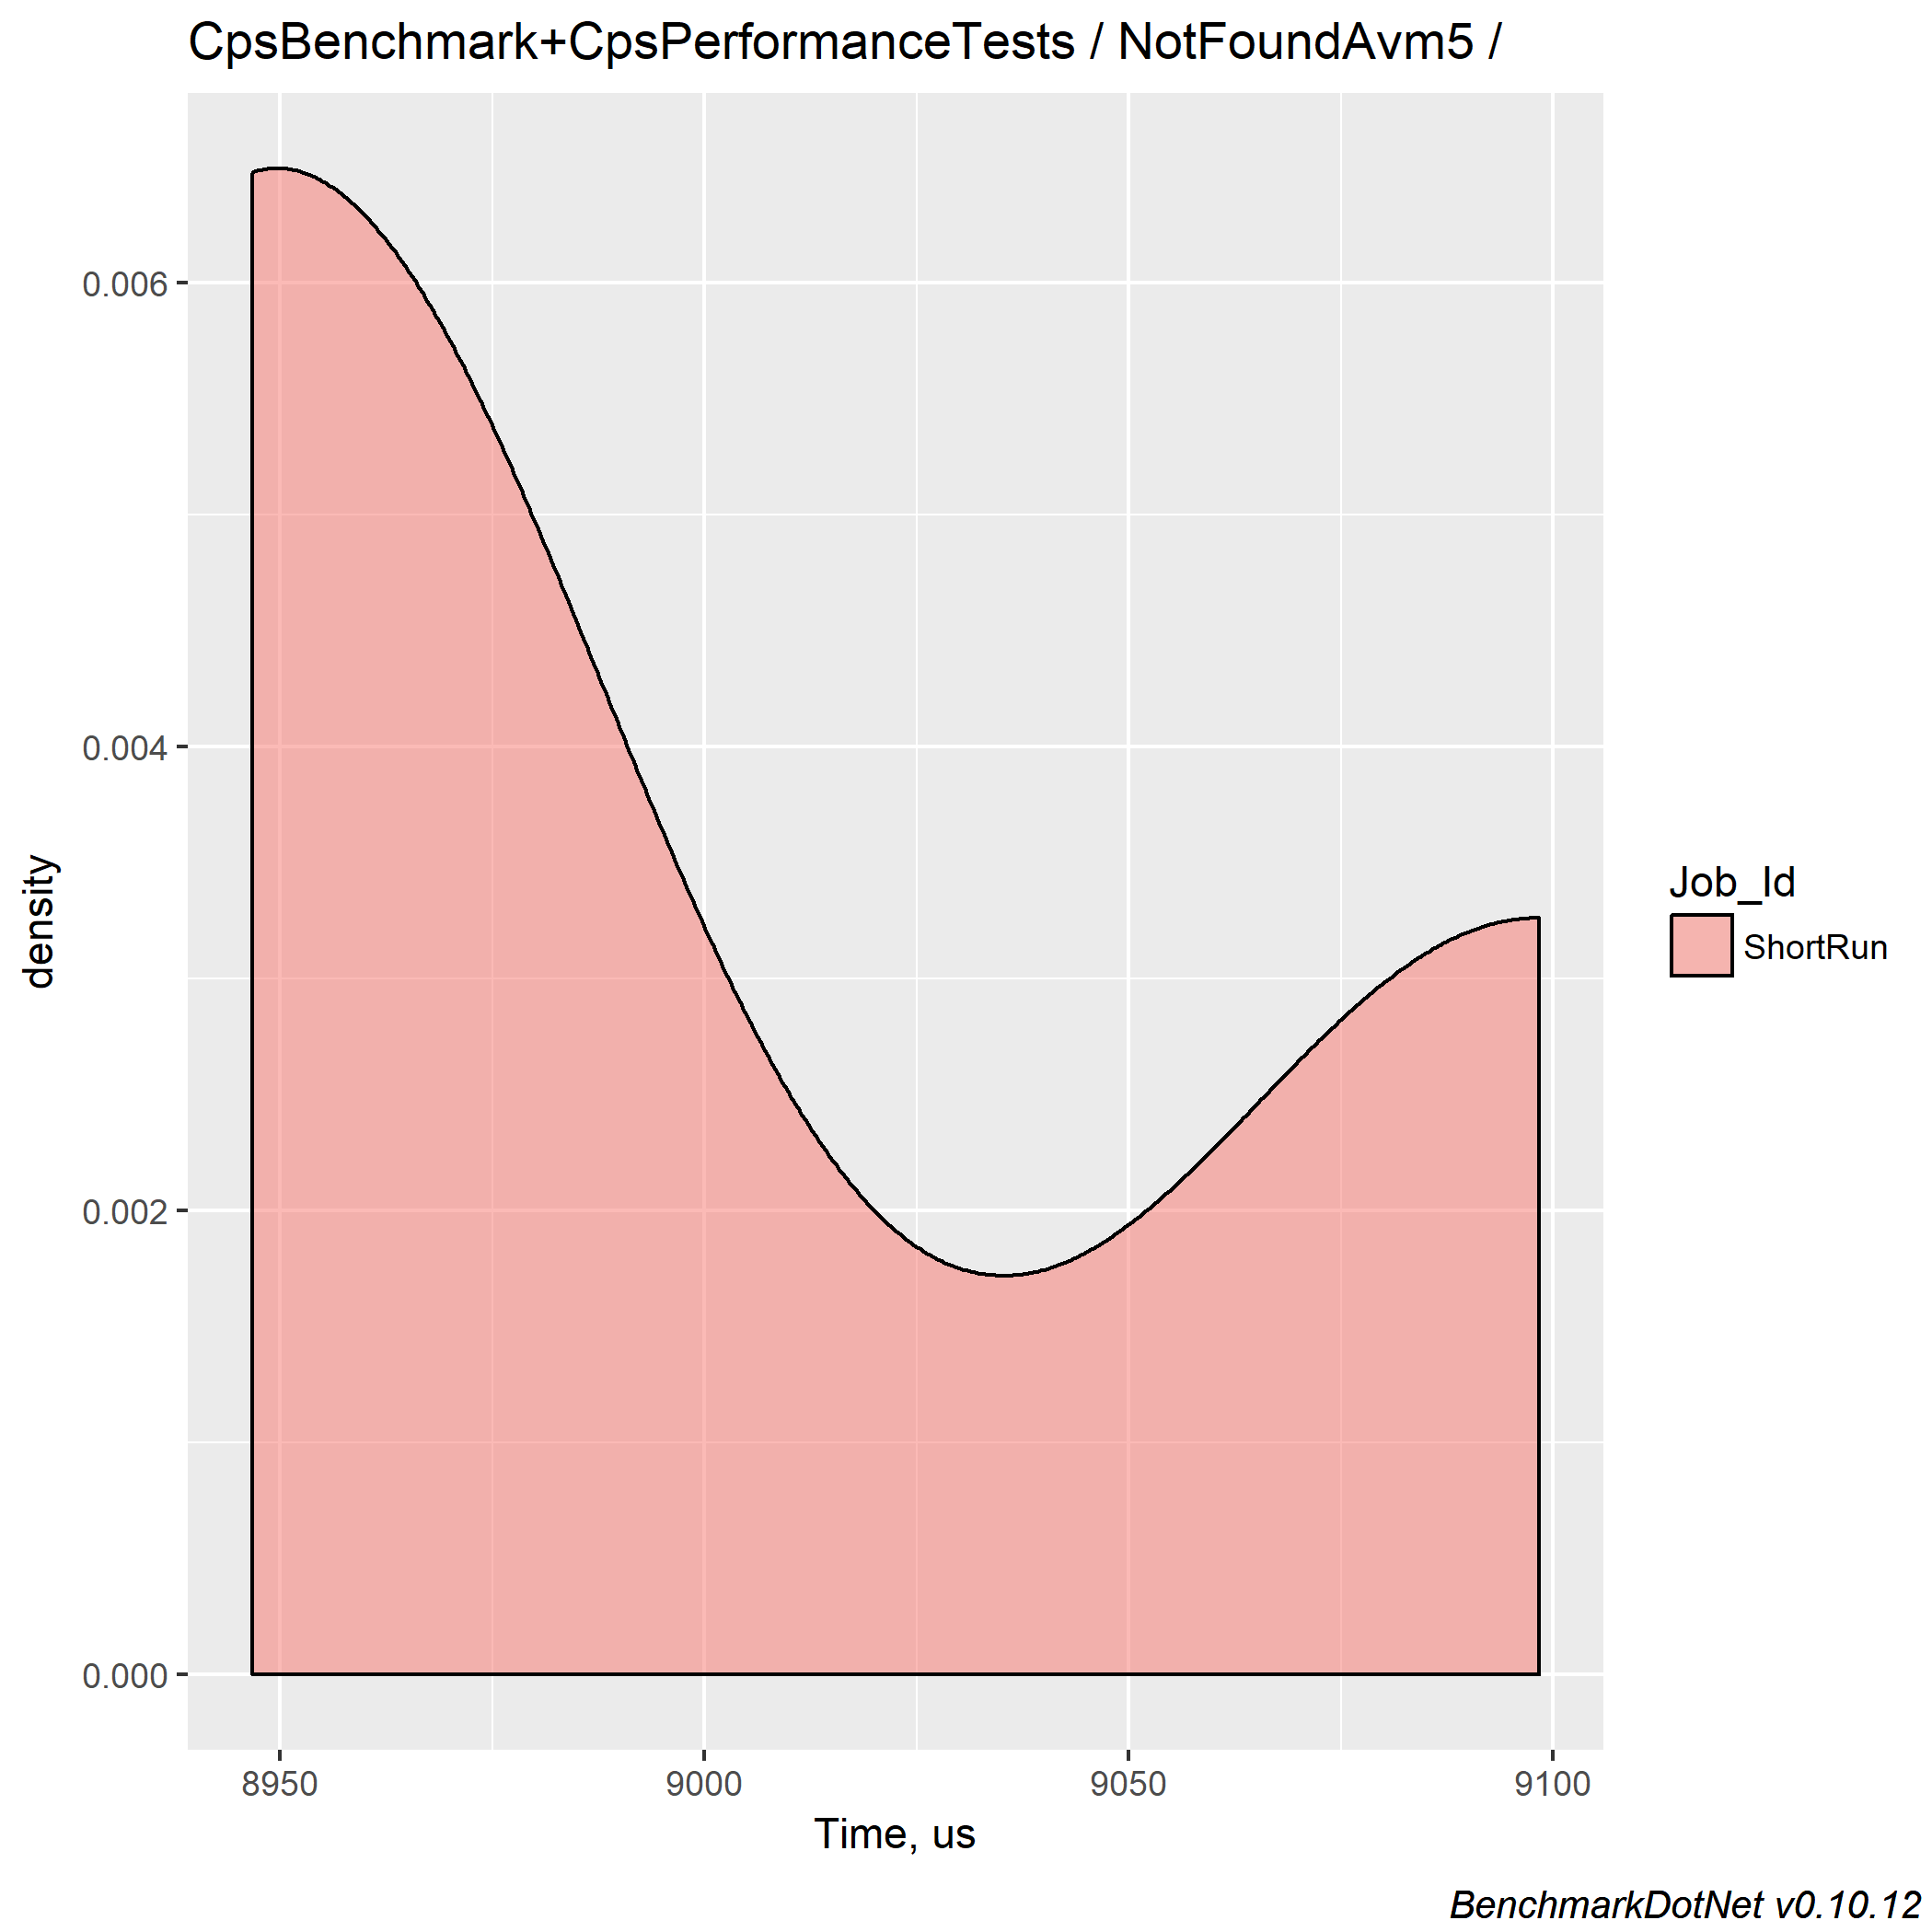 CpsBenchmark+CpsPerformanceTests / NotFoundAvm5 /
0.006
0.004
0.002
0.000
density
8950 9000 9050 9100
Time, us
Job_Id
ShortRun
BenchmarkDotNet v0.10.12